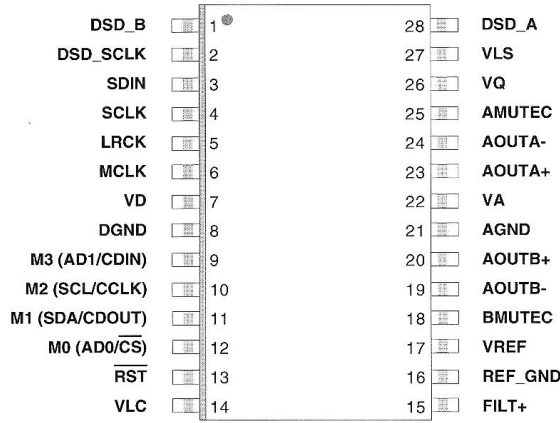 DSD_B 1 28 DSD_A
DSD_SCLK 2 27 VLS
SDIN 3 26 VQ
SCLK 4 25 AMUTEC
LRCK 5 24 AOUTA-
MCLK 6 23 AOUTA+
VD 7 22 VA
DGND 8 21 AGND
M3 (AD1/CDIN) 9 20 AOUTB+
M2 (SCL/CCLK) 10 19 AOUTB-
M1 (SDA/CDOUT) 11 18 BMUTEC
M0 (AD0/C̅S̅) 12 17 VREF
R̅S̅T̅ 13 16 REF_GND
VLC 14 15 FILT+